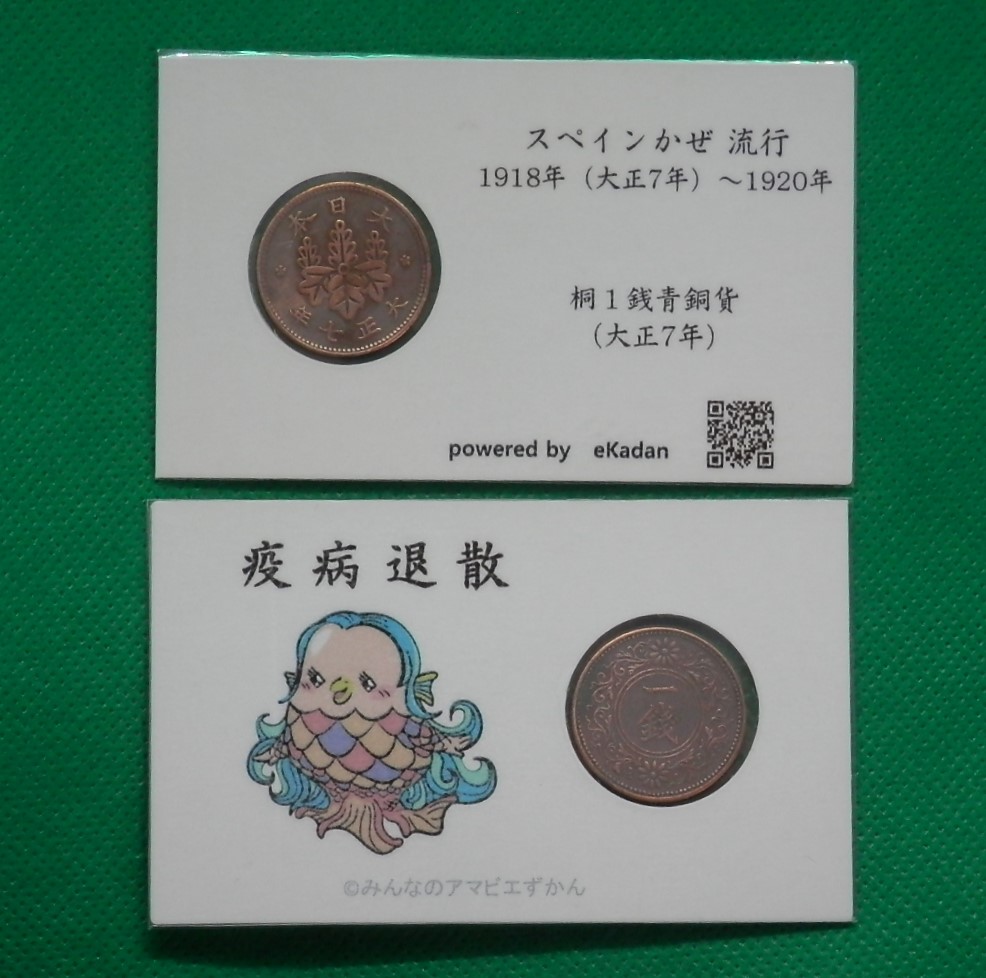 スペインかぜ 流行
1918年（大正7年）～1920年
大日本
大正七年
桐１銭青銅貨
（大正7年）
powered by eKadan
疫病退散
一銭
©みんなのアマビエずかん